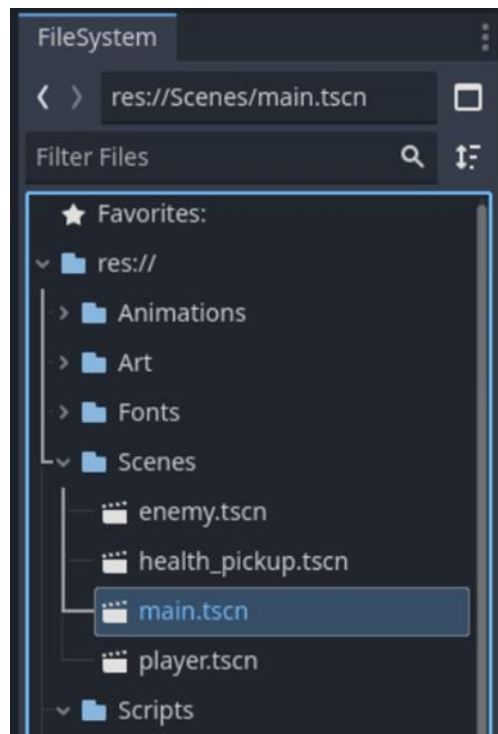 FileSystem
res://Scenes/main.tscn
Filter Files
Favorites:
res://
Animations
Art
Fonts
Scenes
enemy.tscn
health_pickup.tscn
main.tscn
player.tscn
Scripts